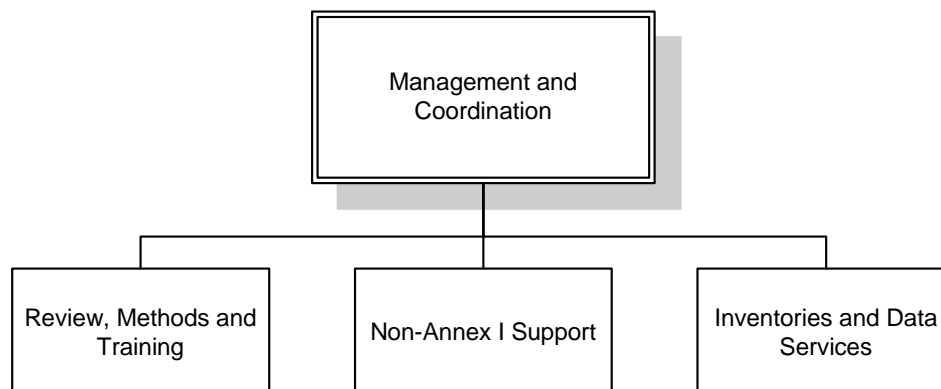 Management and
Coordination
Review, Methods and
Training
Non-Annex I Support
Inventories and Data
Services